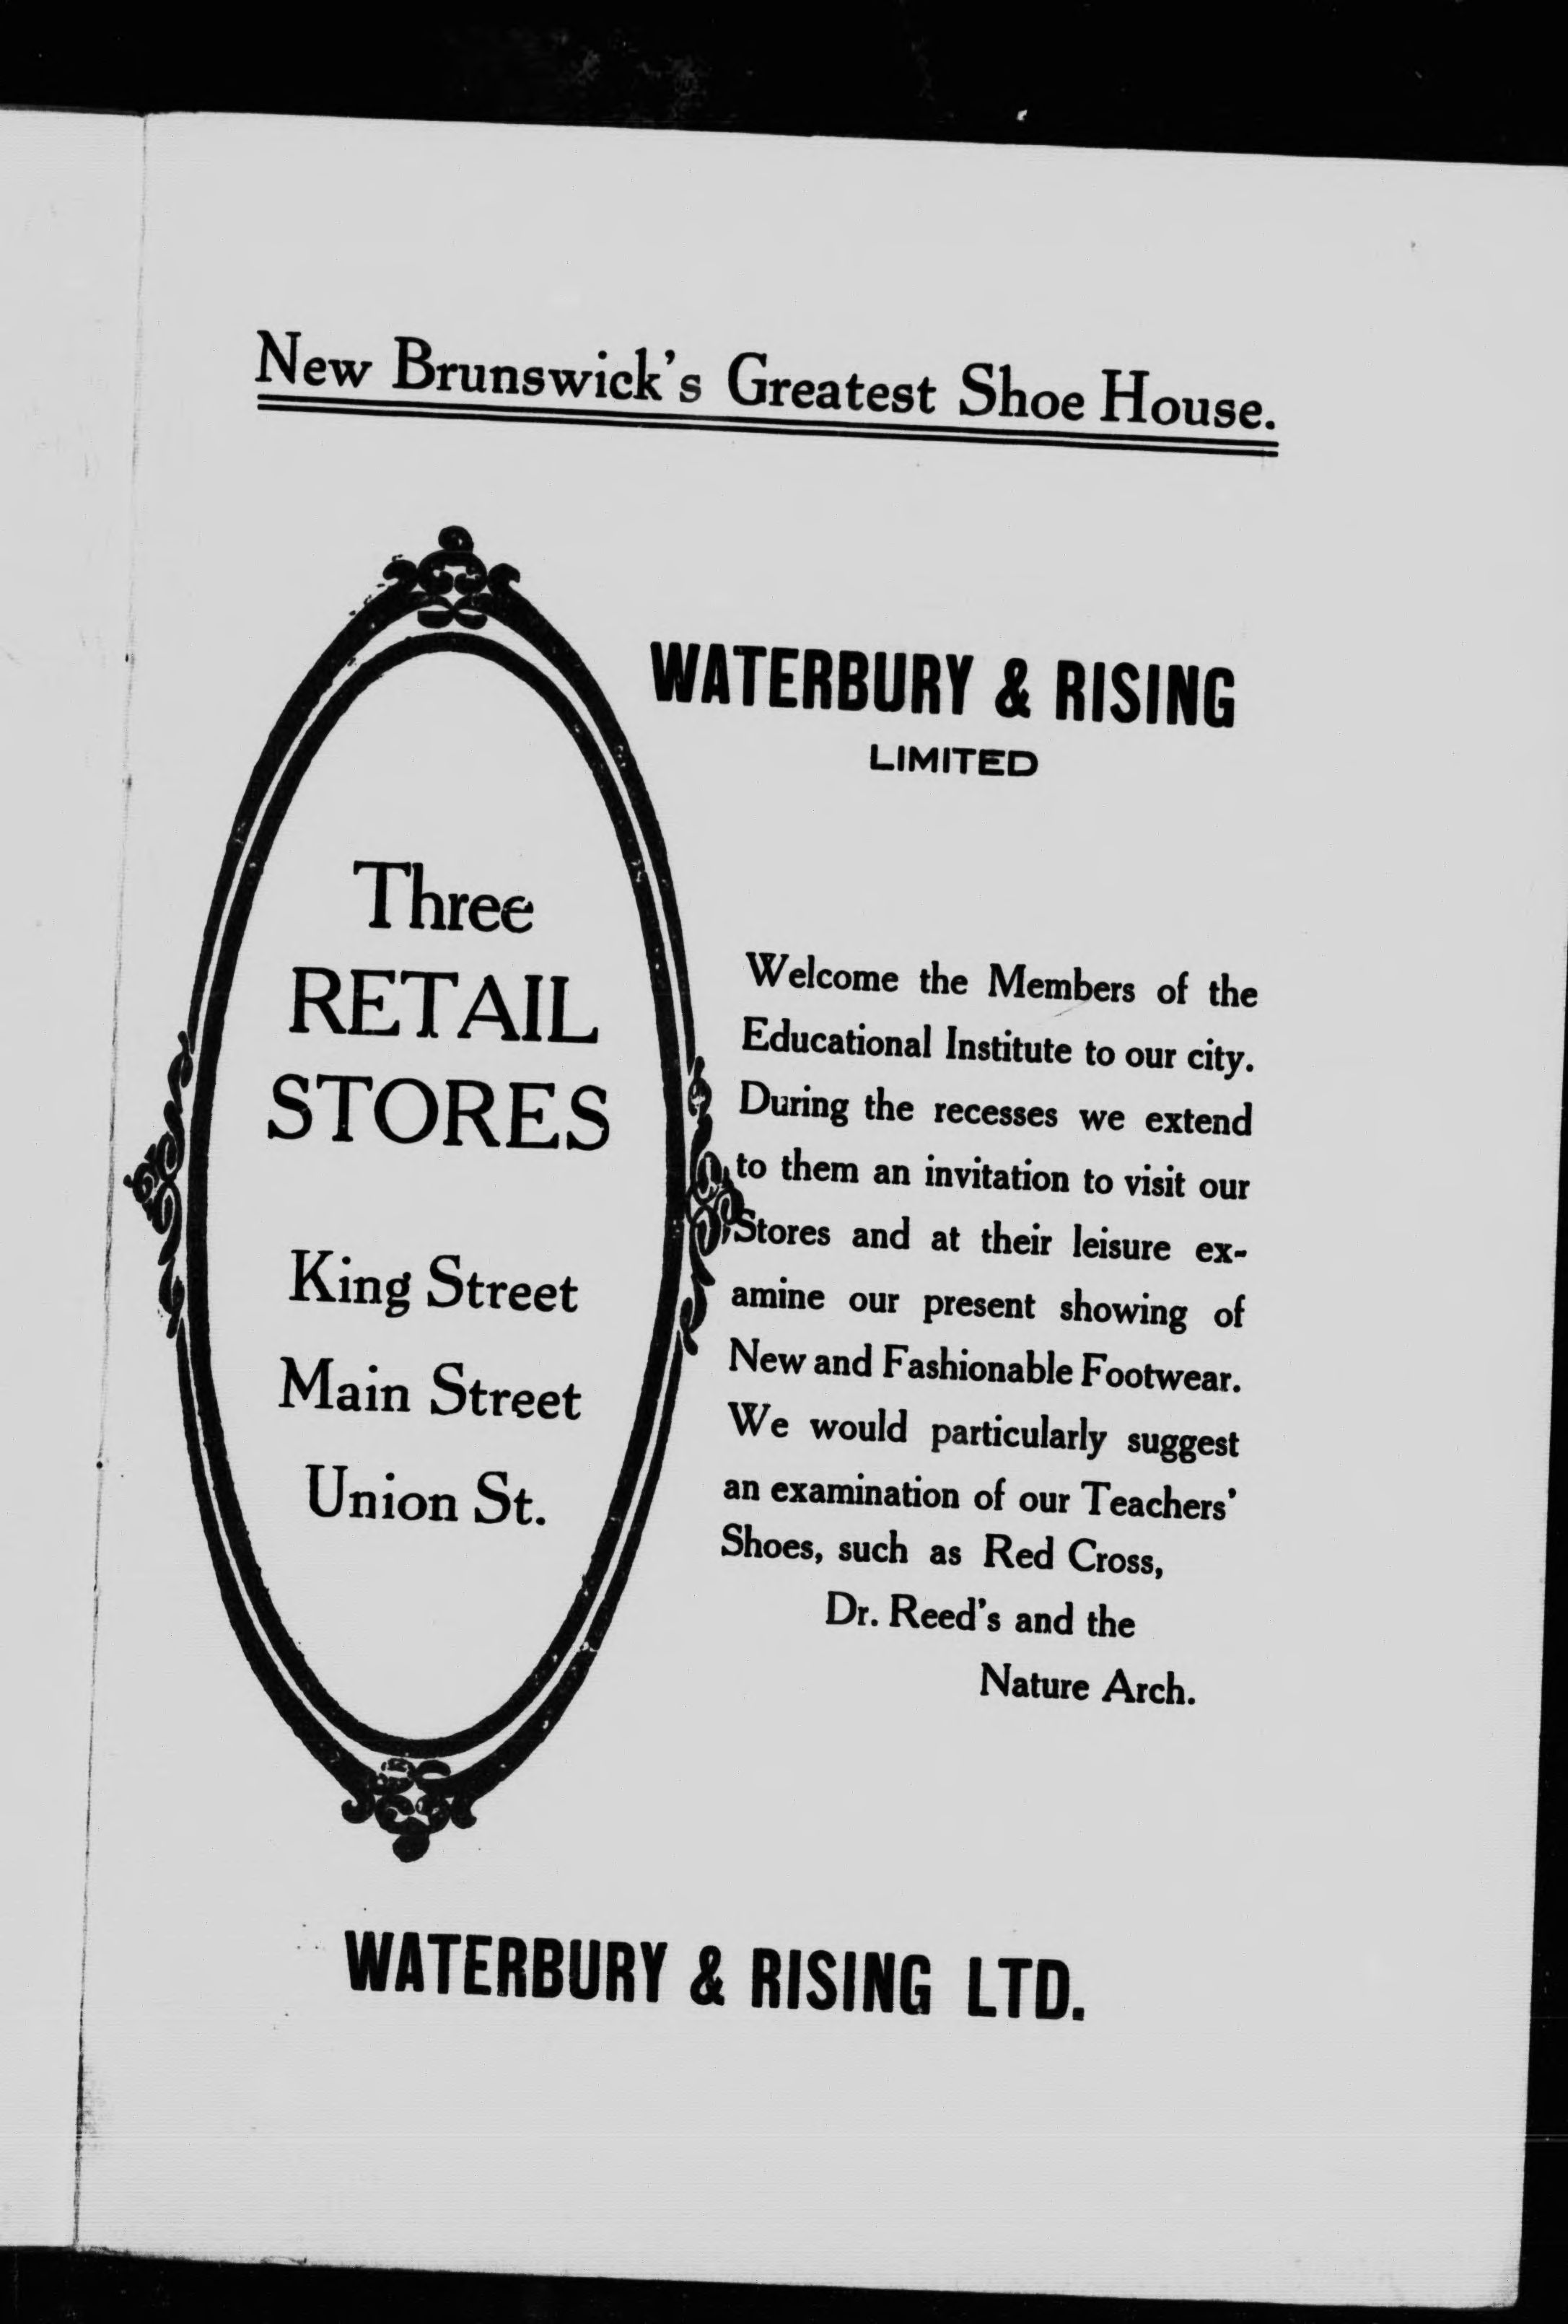 New Brunswick's Greatest Shoe House.
WATERBURY & RISING
LIMITED
Three
RETAIL
STORES
King Street
Main Street
Union St.
Welcome the Members of the
Educational Institute to our city.
During the recesses we extend
to them an invitation to visit our
Stores and at their leisure ex-
amine our present showing of
New and Fashionable Footwear.
We would particularly suggest
an examination of our Teachers'
Shoes, such as Red Cross,
Dr. Reed's and the
Nature Arch.
WATERBURY & RISING LTD.